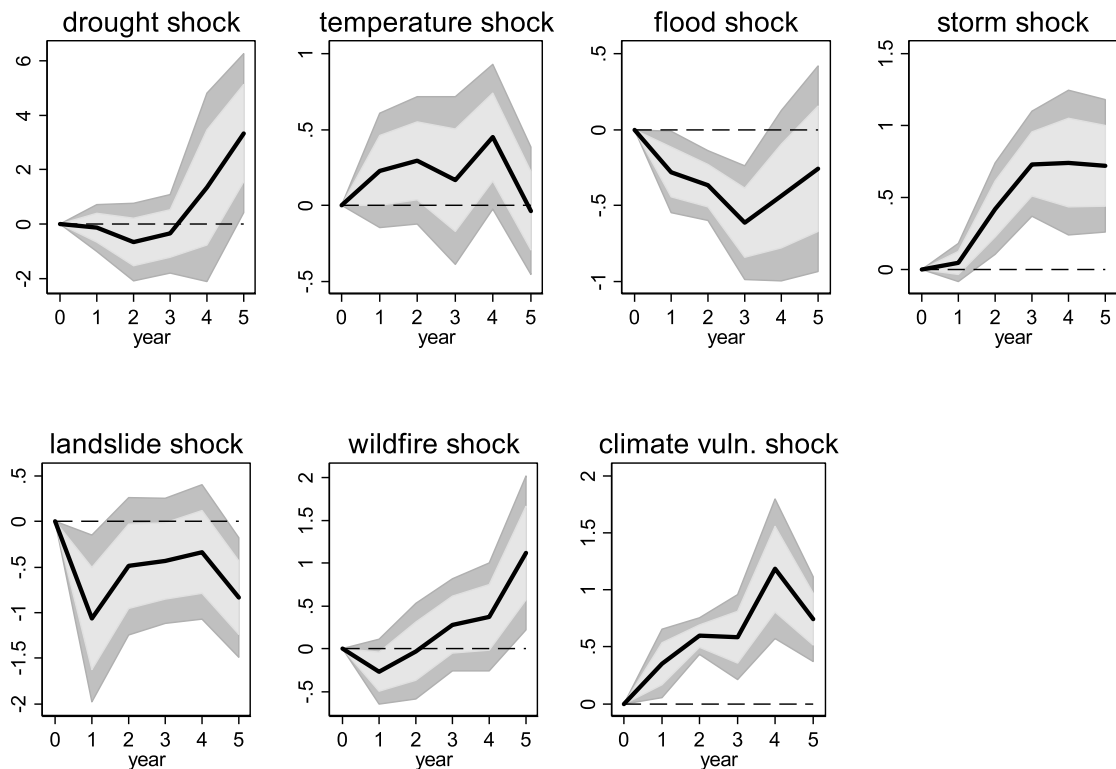 drought shock
6
4
2
0
-2
0 1 2 3 4 5
year
temperature shock
1
.5
0
-.5
0 1 2 3 4 5
year
flood shock
.5
0
-.5
-1
0 1 2 3 4 5
year
storm shock
1.5
1
.5
0
0 1 2 3 4 5
year
landslide shock
.5
0
-.5
-1
-1.5
-2
0 1 2 3 4 5
year
wildfire shock
2
1.5
1
.5
0
-.5
0 1 2 3 4 5
year
climate vuln. shock
2
1.5
1
.5
0
0 1 2 3 4 5
year